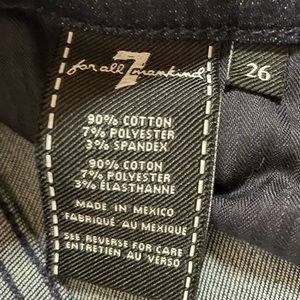 7
for all mankind
26
90% COTTON
7% POLYESTER
3% SPANDEX
90% COTON
7% POLYESTER
3% ÉLASTHANNE
MADE IN MEXICO
FABRIQUÉ AU MEXIQUE
SEE REVERSE FOR CARE
ENTRETIEN AU VERSO